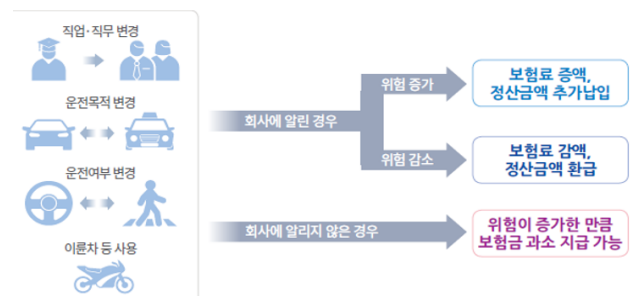 직업·직무 변경
운전목적 변경
운전여부 변경
이륜차 등 사용
회사에 알린 경우
위험 증가
보험료 증액,
정산금액 추가납입
위험 감소
보험료 감액,
정산금액 환급
회사에 알리지 않은 경우
위험이 증가한 만큼
보험금 과소 지급 가능